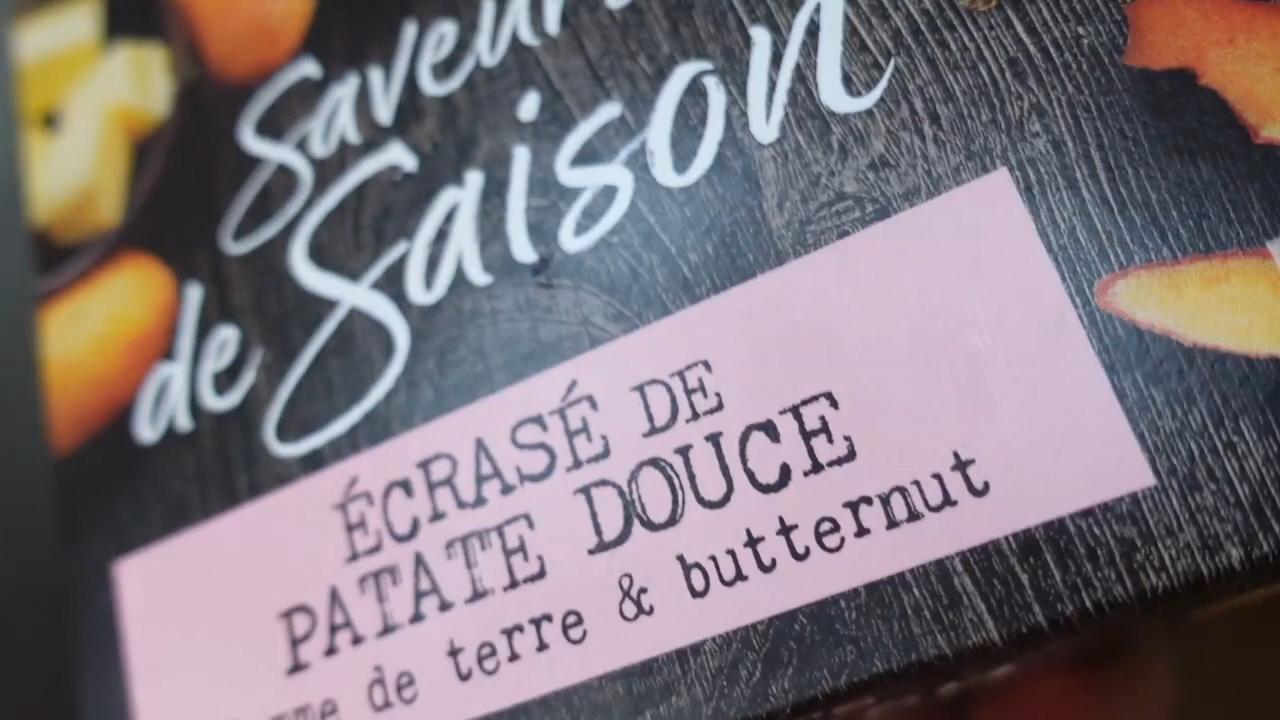 Saveurs
de Saison
ÉCRASÉ DE
PATATE DOUCE
de terre & butternut